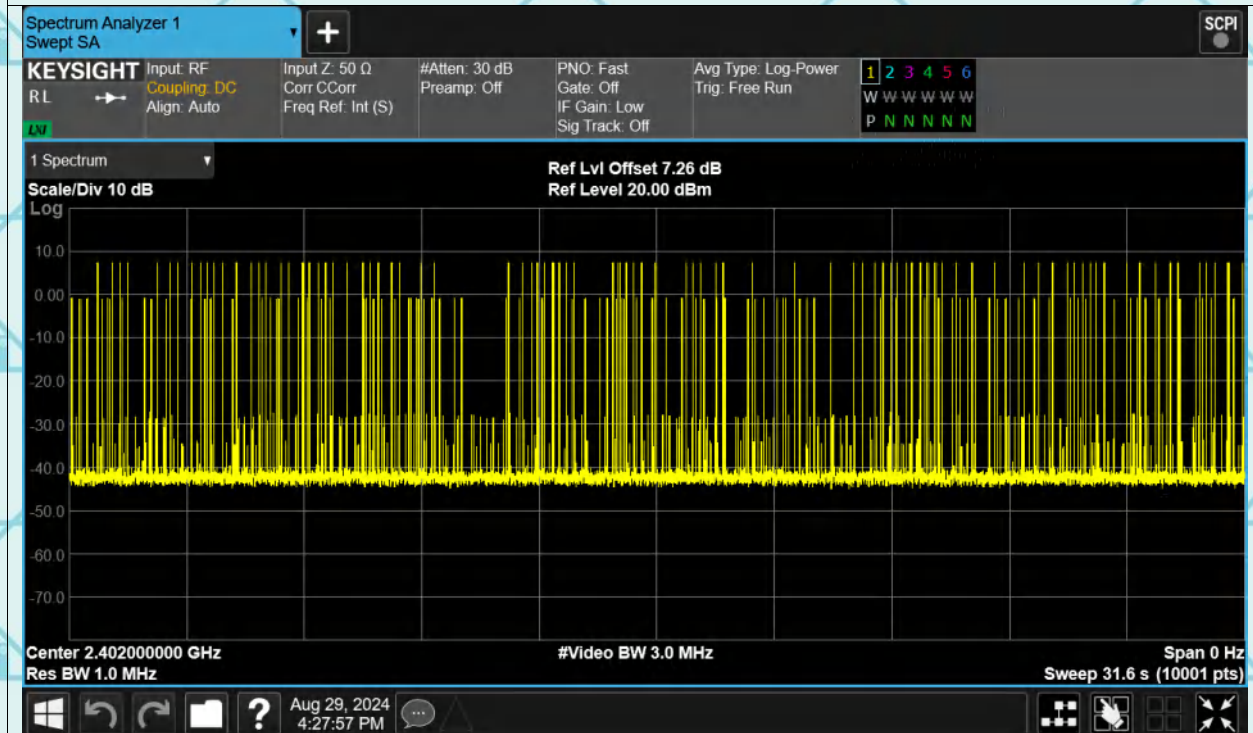 Spectrum Analyzer 1
Swept SA
+
SCPI
KEYSIGHT
RL
LXI
Input: RF
Coupling: DC
Align: Auto
Input Z: 50 Ω
Corr CCorr
Freq Ref: Int (S)
#Atten: 30 dB
Preamp: Off
PNO: Fast
Gate: Off
IF Gain: Low
Sig Track: Off
Avg Type: Log-Power
Trig: Free Run
1 2 3 4 5 6
W W W W W W
P N N N N N
1 Spectrum
Scale/Div 10 dB
Ref Lvl Offset 7.26 dB
Ref Level 20.00 dBm
Log
10.0
0.00
-10.0
-20.0
-30.0
-40.0
-50.0
-60.0
-70.0
Center 2.402000000 GHz
#Video BW 3.0 MHz
Span 0 Hz
Res BW 1.0 MHz
Sweep 31.6 s (10001 pts)
?
Aug 29, 2024
4:27:57 PM